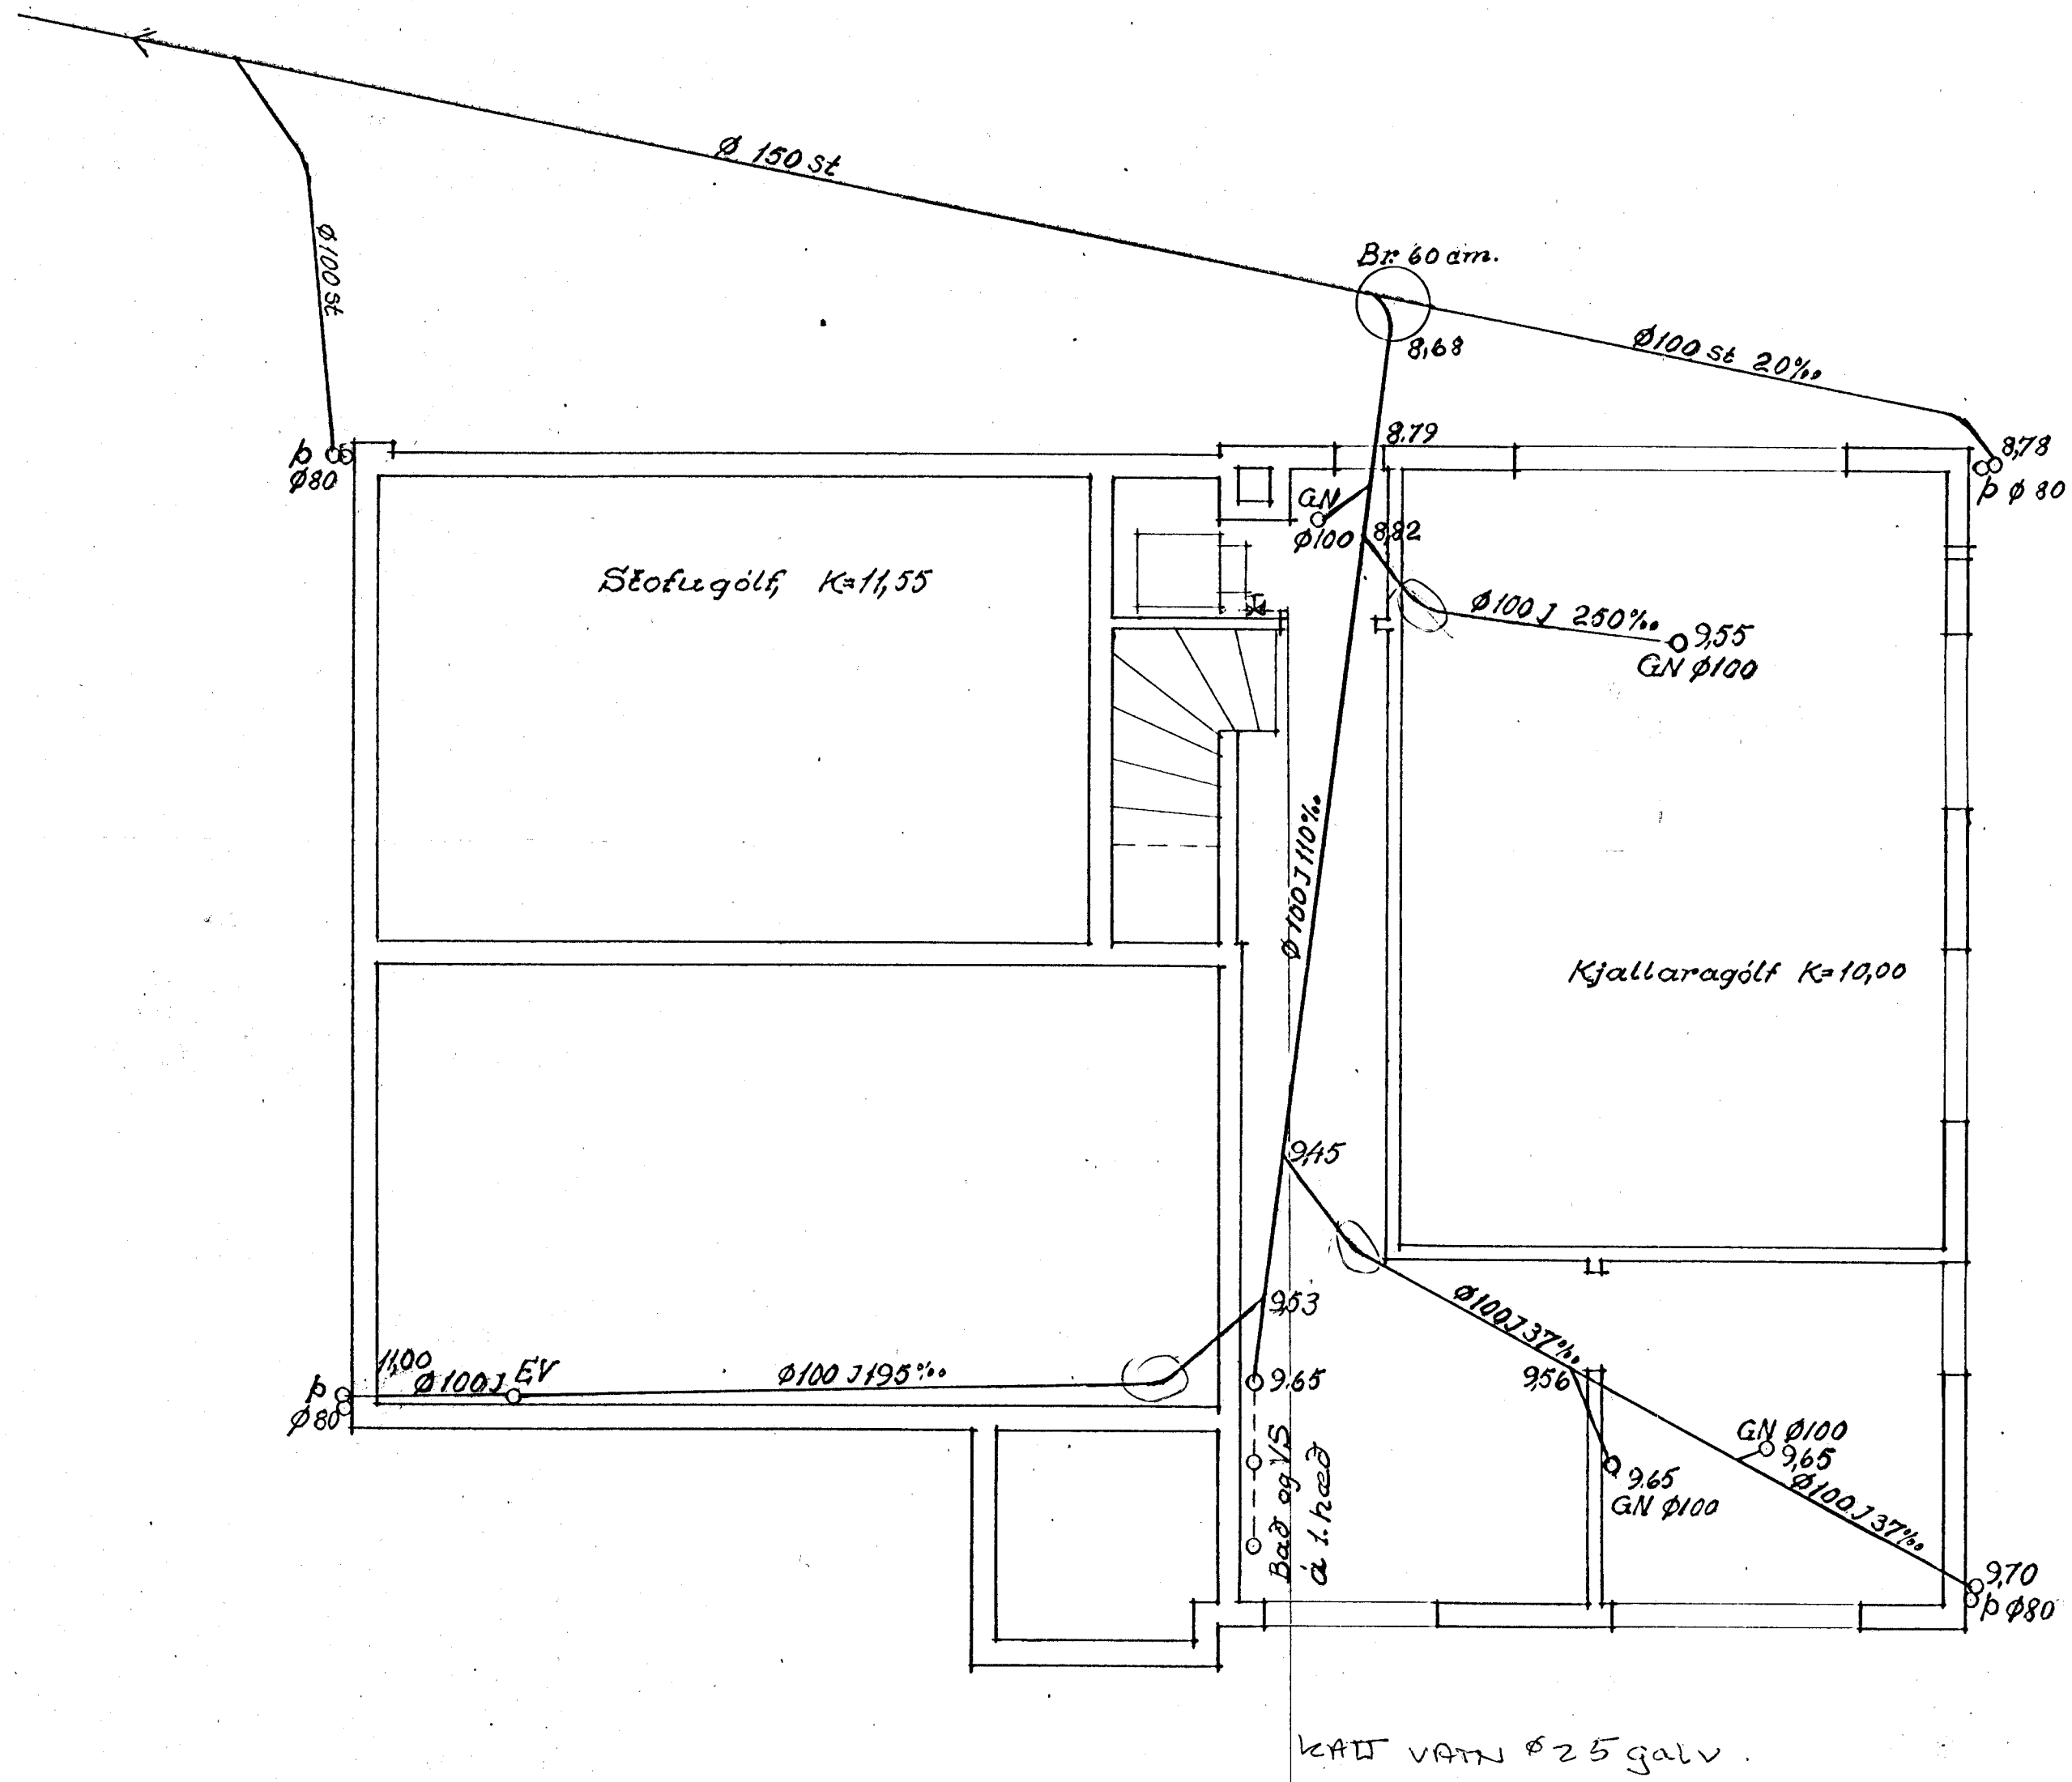 Ø 150 st
Ø100 st
Br. 60 cm.
8,68
Ø100 st 20‰
8.79
8,78
þ Ø 80
þ
Ø80
GN
Ø100
8,82
Stofugólf, K=11,55
Ø100 J 250‰
9,55
GN Ø100
Ø 100 J 110‰
Kjallaragólf K=10,00
9,45
9,53
Ø100 J 37‰
11,00
Ø100 J
EV
Ø100 J 195‰
þ
Ø80
9.65
9,56
GN Ø100
9,65
Ø100 J 37‰
9.65
GN Ø100
Bað og VS
á 1. hæð
9,70
þ Ø80
KALT VATN Ø25 galv.